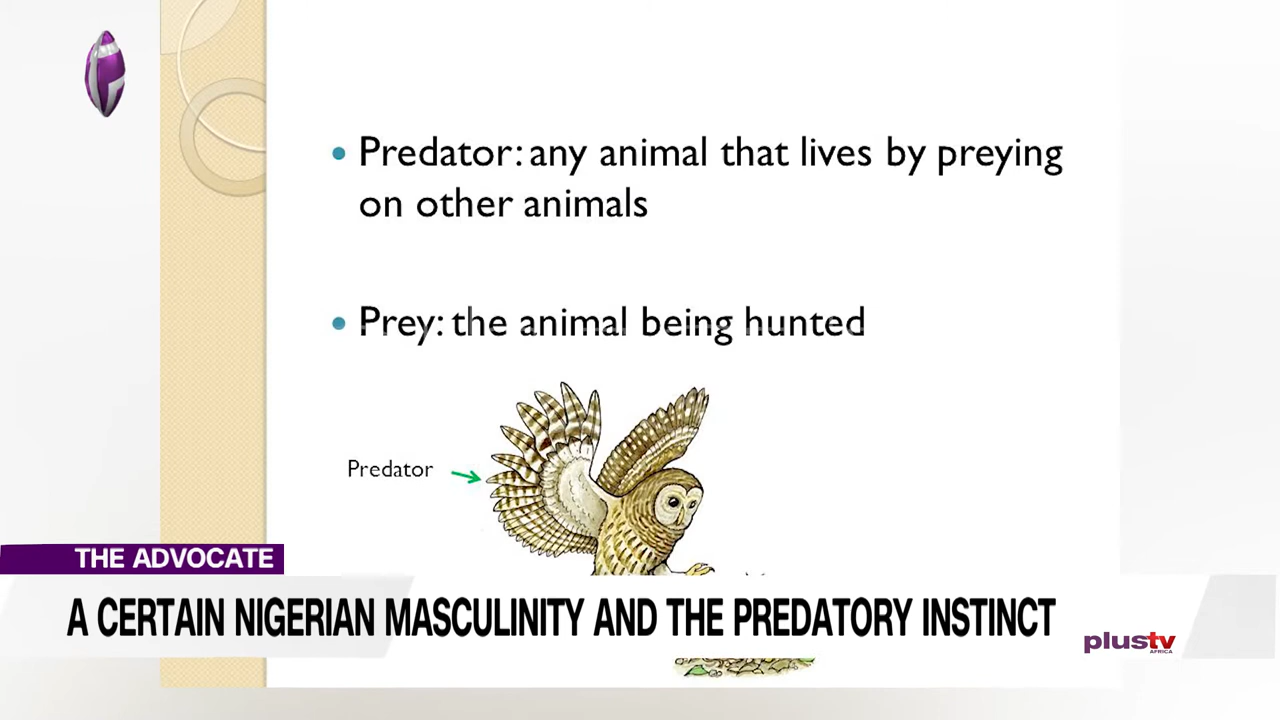 • Predator: any animal that lives by preying
on other animals
• Prey: the animal being hunted
Predator
THE ADVOCATE
A CERTAIN NIGERIAN MASCULINITY AND THE PREDATORY INSTINCT
plustv
AFRICA